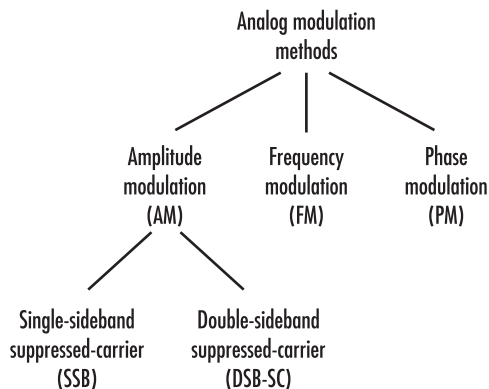 Analog modulation
methods
Amplitude
modulation
(AM)
Frequency
modulation
(FM)
Phase
modulation
(PM)
Single-sideband
suppressed-carrier
(SSB)
Double-sideband
suppressed-carrier
(DSB-SC)